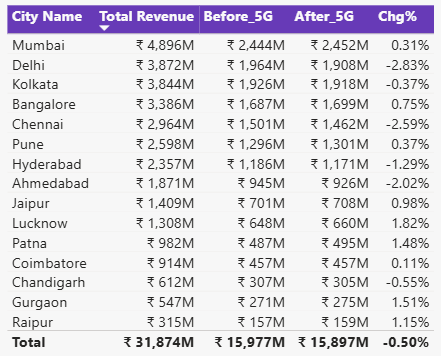 City Name Total Revenue Before_5G After_5G Chg%
Mumbai ₹ 4,896M ₹ 2,444M ₹ 2,452M 0.31%
Delhi ₹ 3,872M ₹ 1,964M ₹ 1,908M -2.83%
Kolkata ₹ 3,844M ₹ 1,926M ₹ 1,918M -0.37%
Bangalore ₹ 3,386M ₹ 1,687M ₹ 1,699M 0.75%
Chennai ₹ 2,964M ₹ 1,501M ₹ 1,462M -2.59%
Pune ₹ 2,598M ₹ 1,296M ₹ 1,301M 0.37%
Hyderabad ₹ 2,357M ₹ 1,186M ₹ 1,171M -1.29%
Ahmedabad ₹ 1,871M ₹ 945M ₹ 926M -2.02%
Jaipur ₹ 1,409M ₹ 701M ₹ 708M 0.98%
Lucknow ₹ 1,308M ₹ 648M ₹ 660M 1.82%
Patna ₹ 982M ₹ 487M ₹ 495M 1.48%
Coimbatore ₹ 914M ₹ 457M ₹ 457M 0.11%
Chandigarh ₹ 612M ₹ 307M ₹ 305M -0.55%
Gurgaon ₹ 547M ₹ 271M ₹ 275M 1.51%
Raipur ₹ 315M ₹ 157M ₹ 159M 1.15%
Total ₹ 31,874M ₹ 15,977M ₹ 15,897M -0.50%